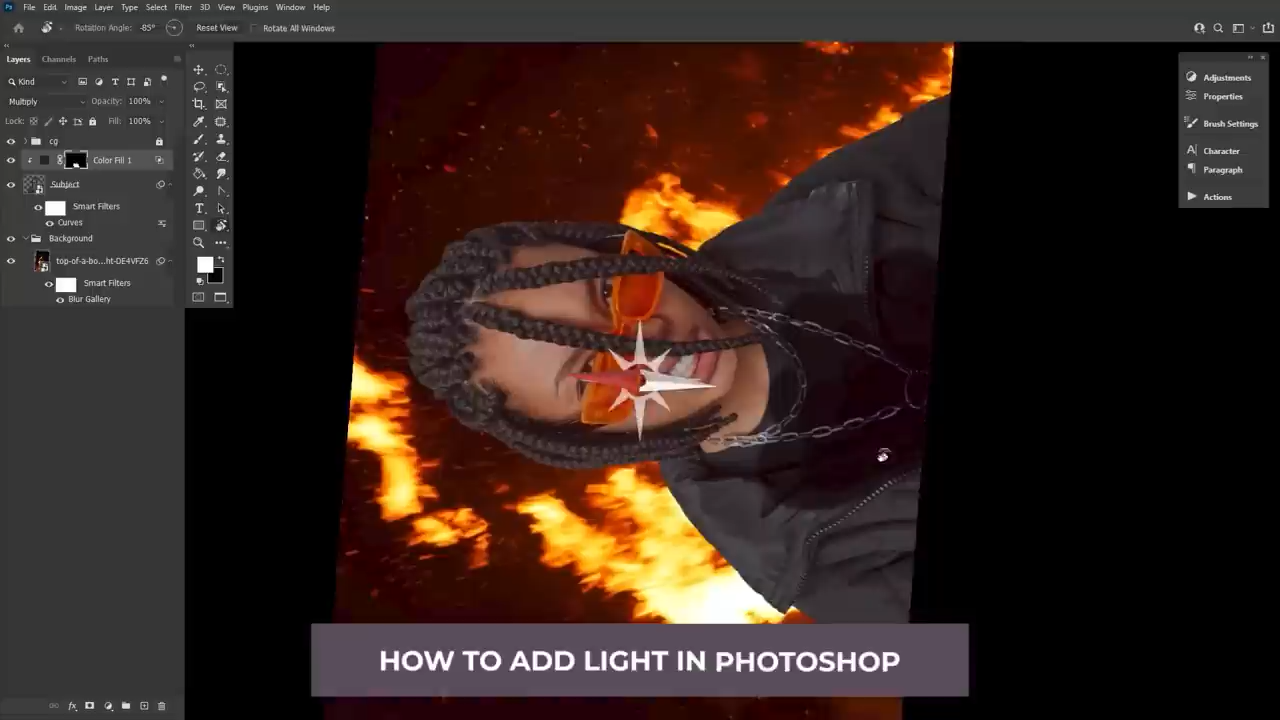 Ps File Edit Image Layer Type Select Filter 3D View Plugins Window Help
Rotation Angle: -85° Reset View Rotate All Windows
Layers Channels Paths
Kind
Multiply Opacity: 100%
Lock: Fill: 100%
cg
Color Fill 1
Subject
Smart Filters
Curves
Background
top-of-a-bo...ht-DE4VFZ6
Smart Filters
Blur Gallery
Adjustments
Properties
Brush Settings
Character
Paragraph
Actions
HOW TO ADD LIGHT IN PHOTOSHOP